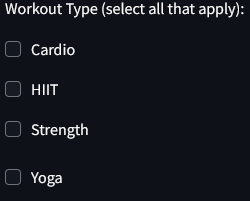 Workout Type (select all that apply):
Cardio
HIIT
Strength
Yoga